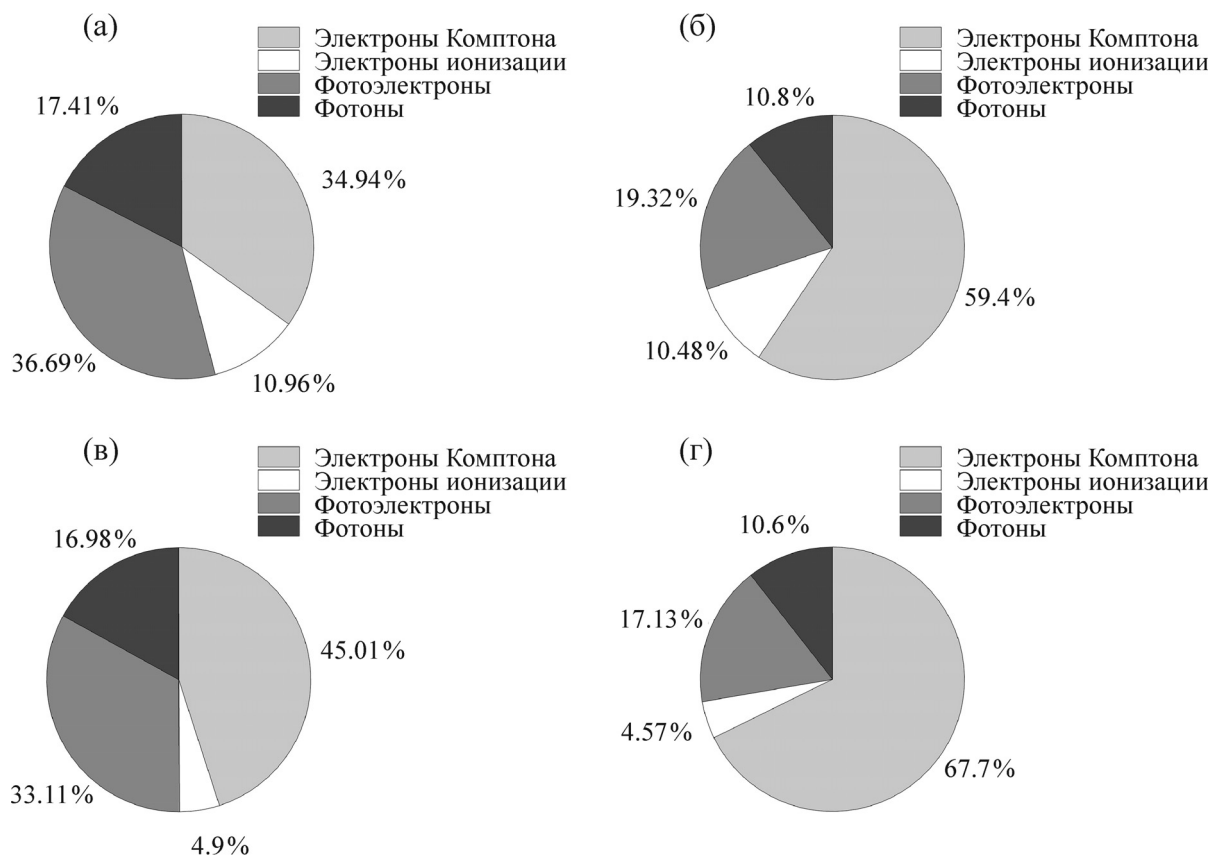 (а)
Электроны Комптона
Электроны ионизации
Фотоэлектроны
Фотоны
17.41%
34.94%
36.69%
10.96%
(б)
Электроны Комптона
Электроны ионизации
Фотоэлектроны
Фотоны
10.8%
19.32%
59.4%
10.48%
(в)
Электроны Комптона
Электроны ионизации
Фотоэлектроны
Фотоны
16.98%
45.01%
33.11%
4.9%
(г)
Электроны Комптона
Электроны ионизации
Фотоэлектроны
Фотоны
10.6%
17.13%
4.57%
67.7%